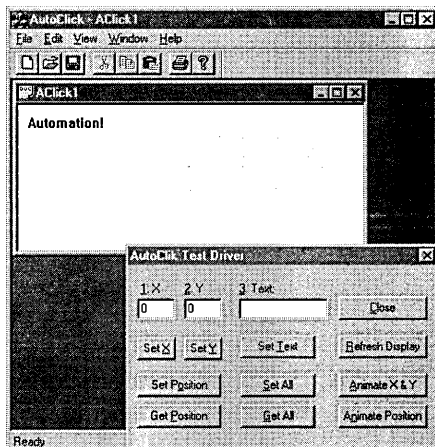 AutoClick - AClick1
File Edit View Window Help
AClick1
Automation!
AutoClik Test Driver
1: X 2 Y 3 Text:
0 0 Close
Set X Set Y Set Text Refresh Display
Set Position Set All Animate X & Y
Get Position Get All Animate Position
Ready